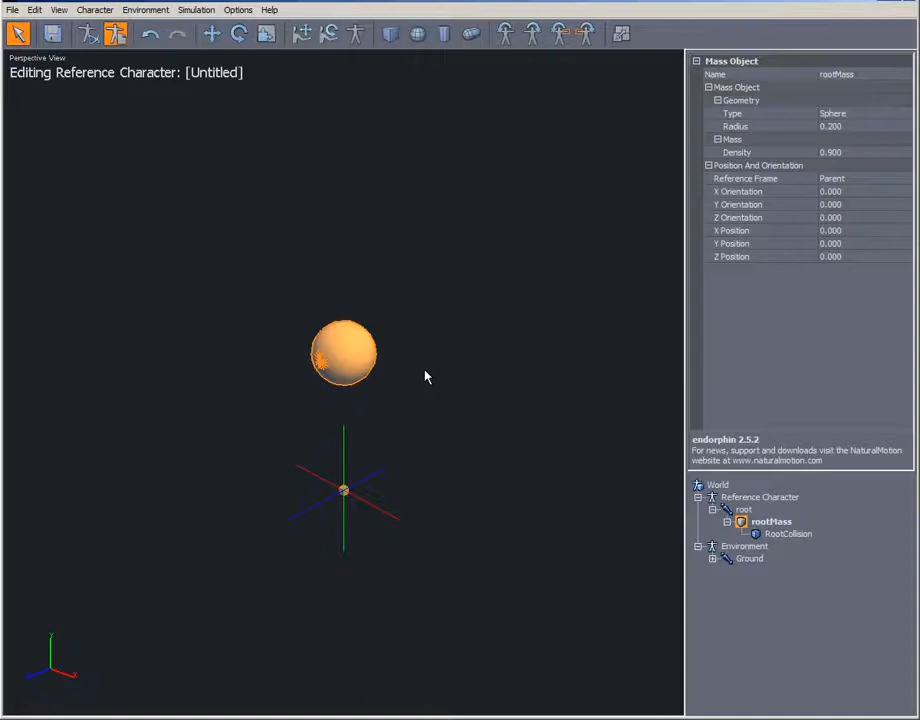 File Edit View Character Environment Simulation Options Help
Perspective View
Editing Reference Character: [Untitled]
Mass Object
Name rootMass
Mass Object
Geometry
Type Sphere
Radius 0.200
Mass
Density 0.900
Position And Orientation
Reference Frame Parent
X Orientation 0.000
Y Orientation 0.000
Z Orientation 0.000
X Position 0.000
Y Position 0.000
Z Position 0.000
endorphin 2.5.2
For news, support and downloads visit the NaturalMotion
website at www.naturalmotion.com
World
Reference Character
root
rootMass
RootCollision
Environment
Ground
Y
X